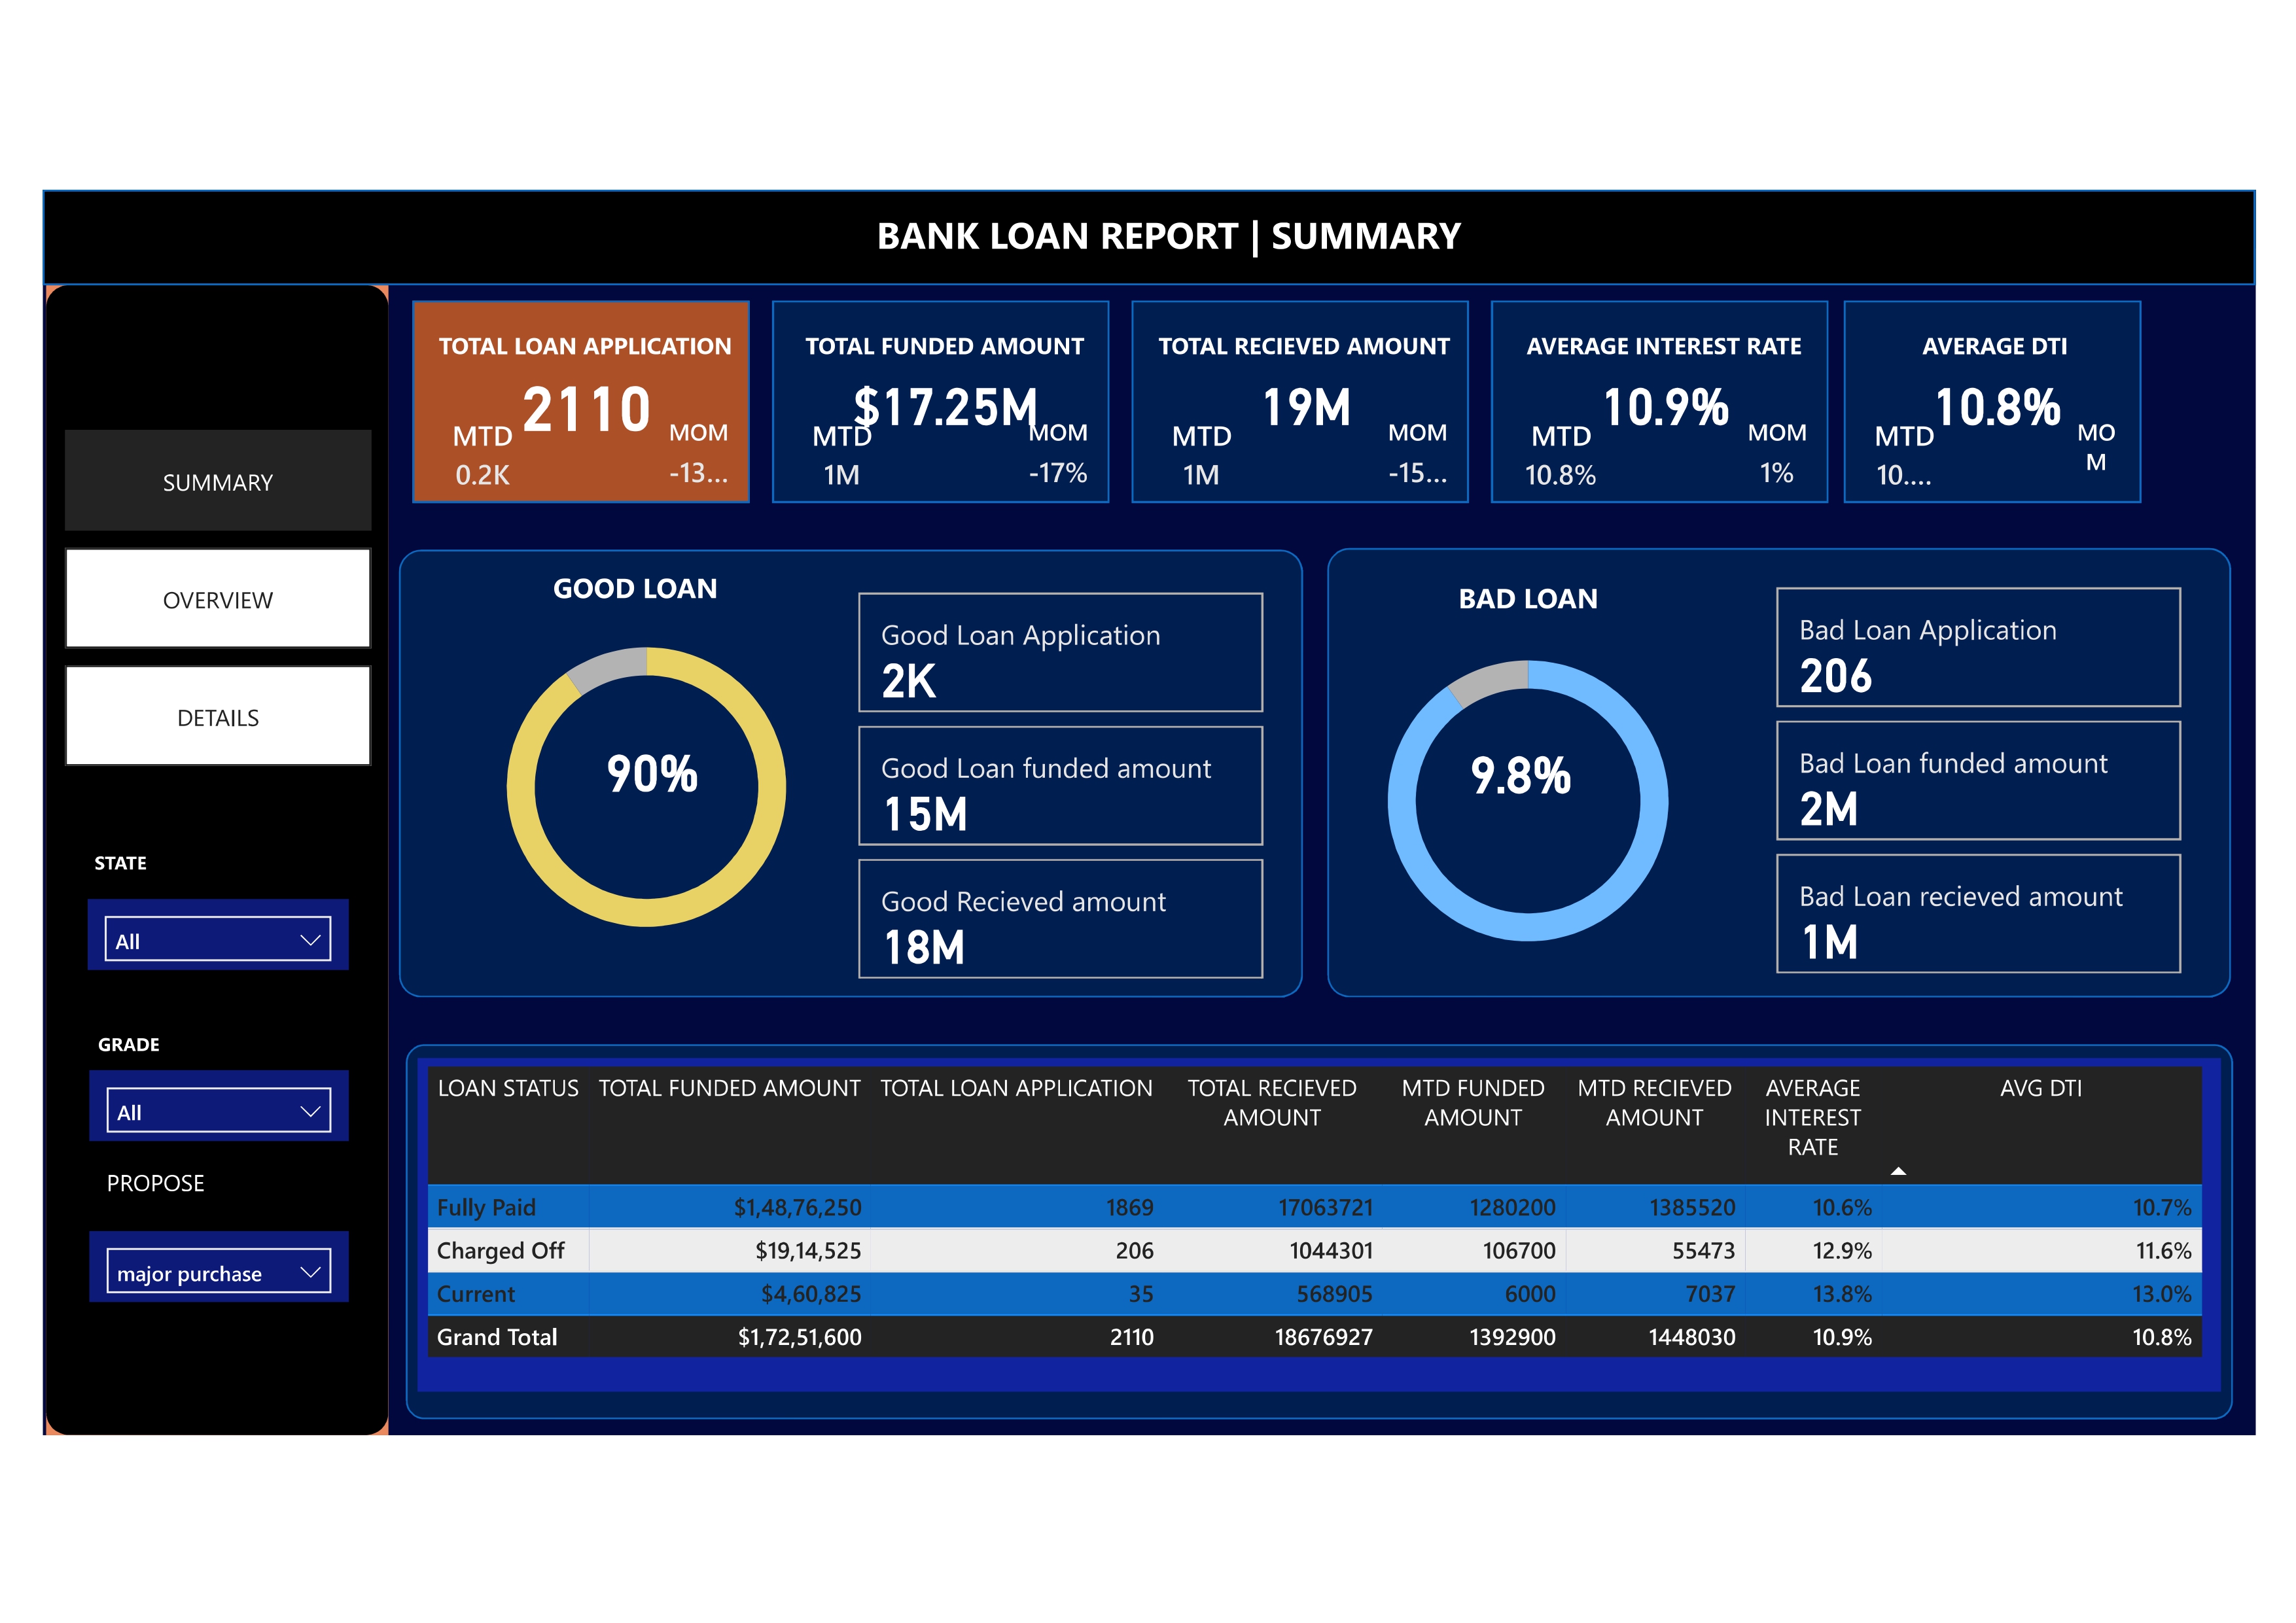 BANK LOAN REPORT | SUMMARY
SUMMARY
OVERVIEW
DETAILS
STATE
All
GRADE
All
PROPOSE
major purchase
TOTAL LOAN APPLICATION
2110
MTD
MOM
0.2K
-13...
TOTAL FUNDED AMOUNT
$17.25M
MTD
MOM
1M
-17%
TOTAL RECIEVED AMOUNT
19M
MTD
MOM
1M
-15...
AVERAGE INTEREST RATE
10.9%
MTD
MOM
10.8%
1%
AVERAGE DTI
10.8%
MTD
MO
M
10....
GOOD LOAN
90%
Good Loan Application
2K
Good Loan funded amount
15M
Good Recieved amount
18M
BAD LOAN
9.8%
Bad Loan Application
206
Bad Loan funded amount
2M
Bad Loan recieved amount
1M
LOAN STATUS TOTAL FUNDED AMOUNT TOTAL LOAN APPLICATION TOTAL RECIEVED MTD FUNDED MTD RECIEVED AVERAGE AVG DTI
AMOUNT AMOUNT AMOUNT INTEREST
RATE
Fully Paid $1,48,76,250 1869 17063721 1280200 1385520 10.6% 10.7%
Charged Off $19,14,525 206 1044301 106700 55473 12.9% 11.6%
Current $4,60,825 35 568905 6000 7037 13.8% 13.0%
Grand Total $1,72,51,600 2110 18676927 1392900 1448030 10.9% 10.8%